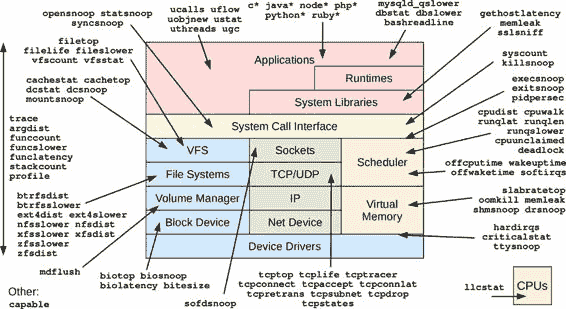 opensnoop statsnoop
syncsnoop
ucalls uflow
uobjnew ustat
uthreads ugc
c* java* node* php*
python* ruby*
mysqld_qslower
dbstat dbslower
bashreadline
gethostlatency
memleak
sslsniff
filetop
filelife fileslower
vfscount vfsstat
cachestat cachetop
dcstat dcsnoop
mountsnoop
syscount
killsnoop
execsnoop
exitsnoop
pidpersec
cpudist cpuwalk
runqlat runqlen
runqslower
cpuunclaimed
deadlock
offcputime wakeuptime
offwaketime softirqs
slabratetop
oomkill memleak
shmsnoop drsnoop
hardirqs
criticalstat
ttysnoop
trace
argdist
funccount
funcslower
funclatency
stackcount
profile
btrfsdist
btrfsslower
ext4dist ext4slower
nfsslower nfsdist
xfsslower xfsdist
zfsslower
zfsdist
Applications
Runtimes
System Libraries
System Call Interface
VFS
Sockets
Scheduler
File Systems
TCP/UDP
Volume Manager
IP
Virtual
Memory
Block Device
Net Device
Device Drivers
mdflush
biotop biosnoop
biolatency bitesize
sofdsnoop
tcptop tcplife tcptracer
tcpconnect tcpaccept tcpconnlat
tcpretrans tcpsubnet tcpdrop
tcpstates
llcstat
CPUs
Other:
capable